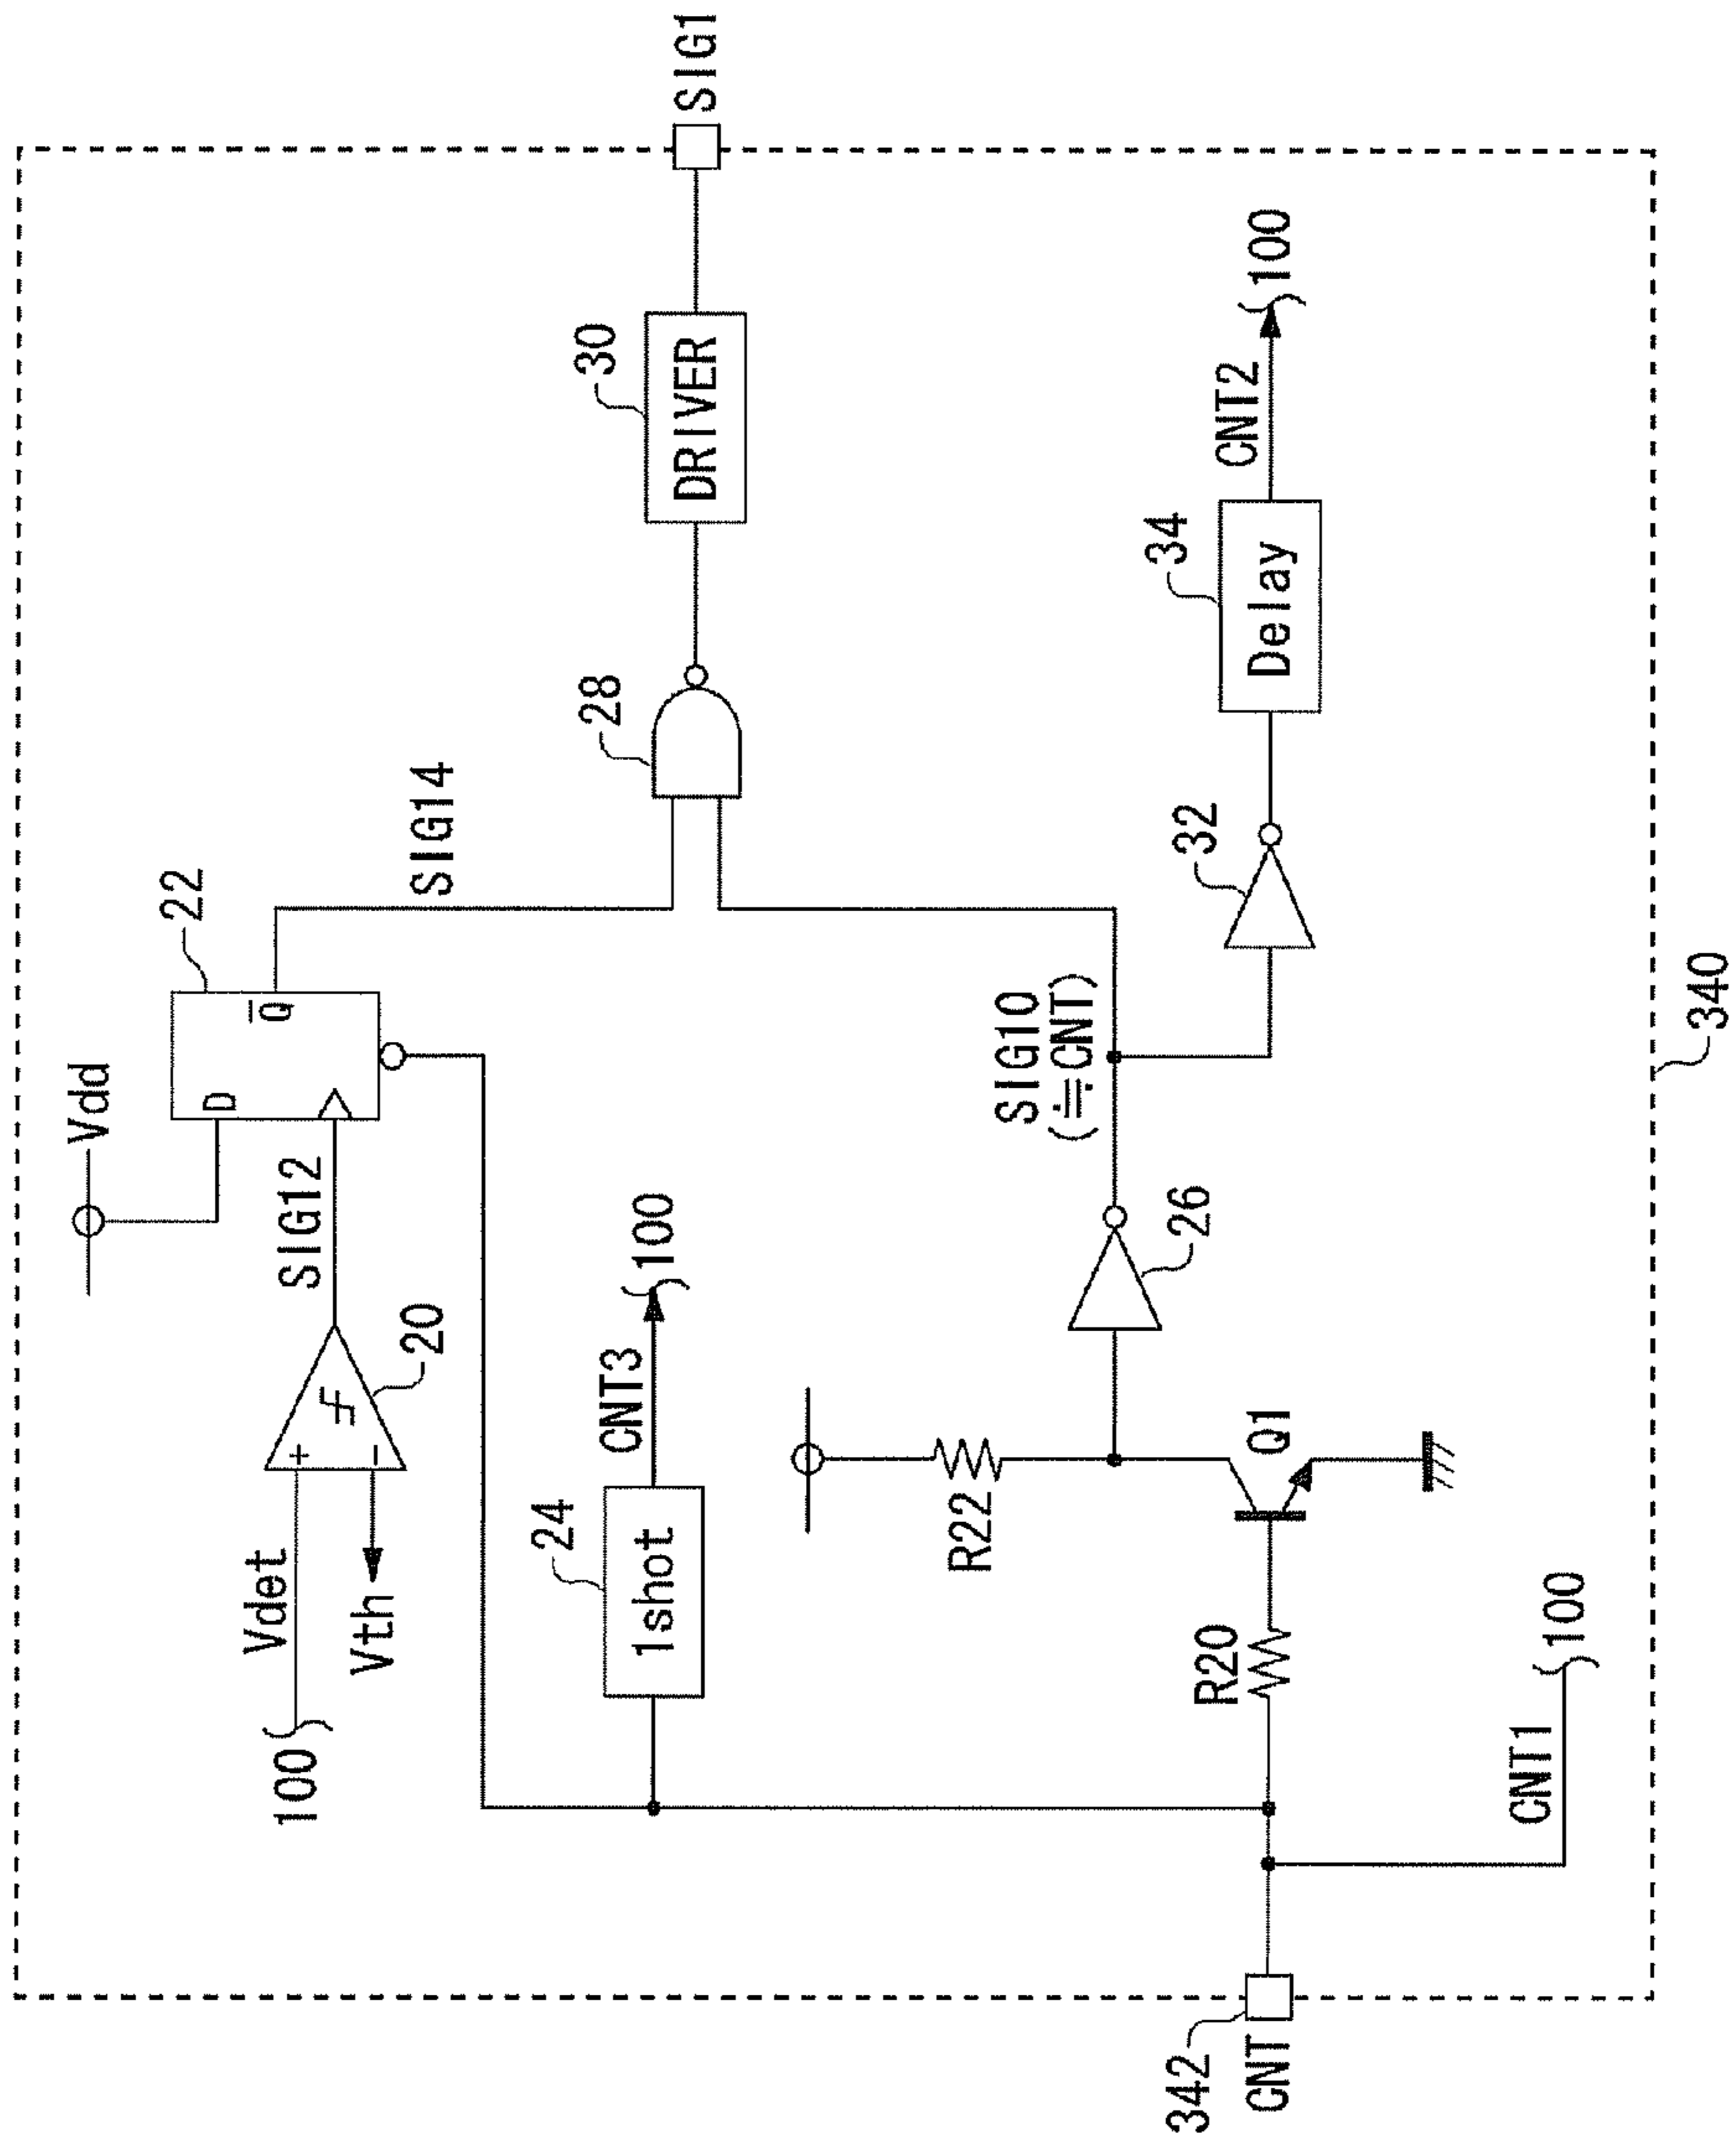 Vdd
22
D
Q̅
SIG12
SIG14
Vdet
100
Vth
20
28
30
DRIVER
SIG1
24
1shot
CNT3
100
R22
SIG10
(≒CNT)
26
32
34
Delay
CNT2
100
R20
Q1
342
CNT
CNT1
100
340